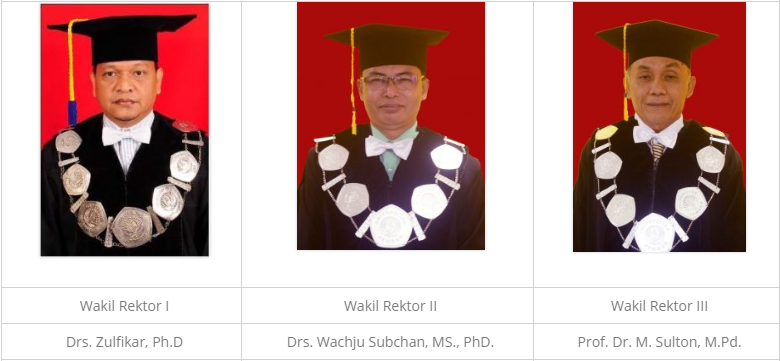 Wakil Rektor I
Wakil Rektor II
Wakil Rektor III
Drs. Zulfikar, Ph.D
Drs. Wachju Subchan, MS., PhD.
Prof. Dr. M. Sulton, M.Pd.